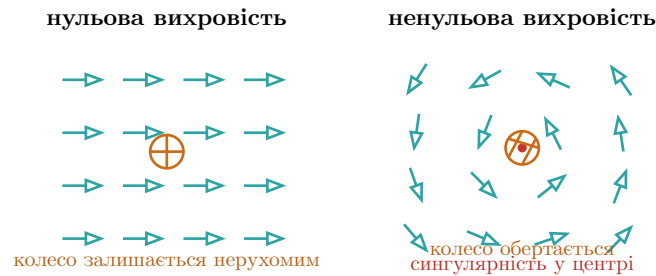 нульова вихровість
ненульова вихровість
колесо залишається нерухомим
колесо обертається
сингулярність у центрі